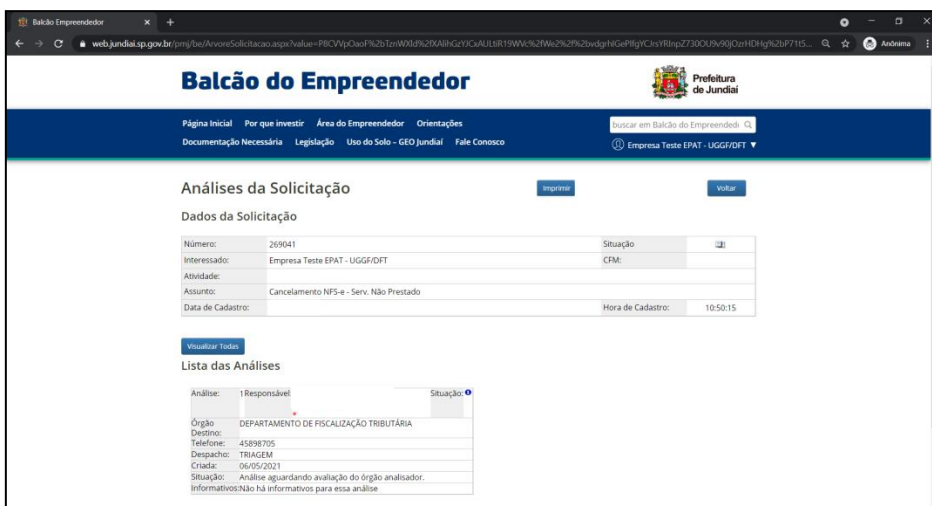 Balcão Empreendedor
web.jundiai.sp.gov.br/pmj/be/ArvoreSolicitacao.aspx?value=
Anônima
Balcão do Empreendedor
Prefeitura
de Jundiaí
Página Inicial Por que investir Área do Empreendedor Orientações
buscar em Balcão do Empreendedo
Documentação Necessária Legislação Uso do Solo – GEO Jundiaí Fale Conosco
Empresa Teste EPAT - UGGF/DFT ▼
Análises da Solicitação
Imprimir
Voltar
Dados da Solicitação
Número: 269041 Situação
Interessado: Empresa Teste EPAT - UGGF/DFT CFM:
Atividade:
Assunto: Cancelamento NFS-e - Serv. Não Prestado
Data de Cadastro: Hora de Cadastro: 10:50:15
Visualizar Todas
Lista das Análises
Análise: 1 Responsável: Situação:
*
Órgão DEPARTAMENTO DE FISCALIZAÇÃO TRIBUTÁRIA
Destino:
Telefone: 45898705
Despacho: TRIAGEM
Criada: 06/05/2021
Situação: Análise aguardando avaliação do órgão analisador.
Informativos:Não há informativos para essa análise